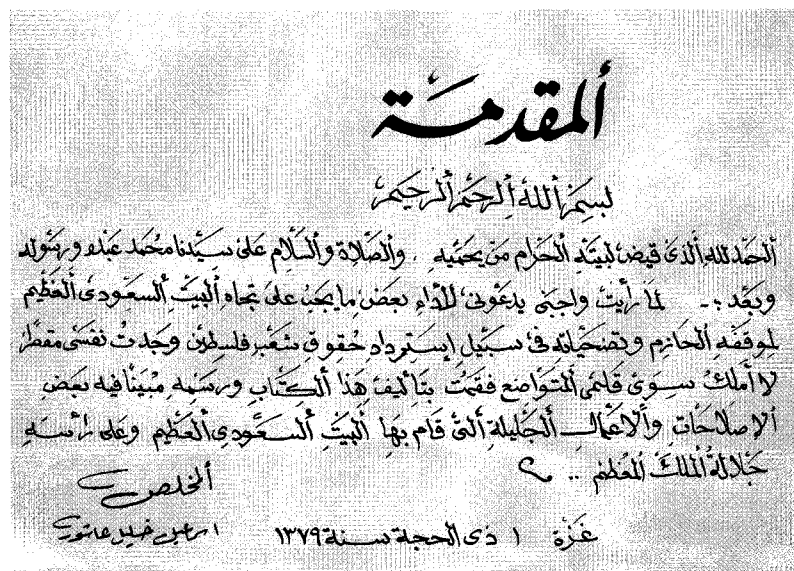 المقدمة
بسم الله الرحمن الرحيم
الحمد لله الذي قيض لبيته الحرام من يحميه . والصلاة والسلام على سيدنا محمد عبده ورسوله
وبعد :- لما رأيت واجبي يدعوني للأداء بعض ما يجب علي تجاه البيت السعودي العظيم
لموقفه الحازم وتضحياته في سبيل إسترداد حقوق شعب فلسطين وجدت نفسي مضطر
لا أملك سوى قلمي المتواضع فقمت بتأليف هذا الكتاب ورسمه مبينا فيه بعض
الإصلاحات والأعمال الجليلة التي قام بها البيت السعودي العظيم وعلى رأسه
جلالة الملك المعظم ..
المخلص
اسماعيل خليل عاشور
غزة ١ ذي الحجة سنة ١٣٧٩